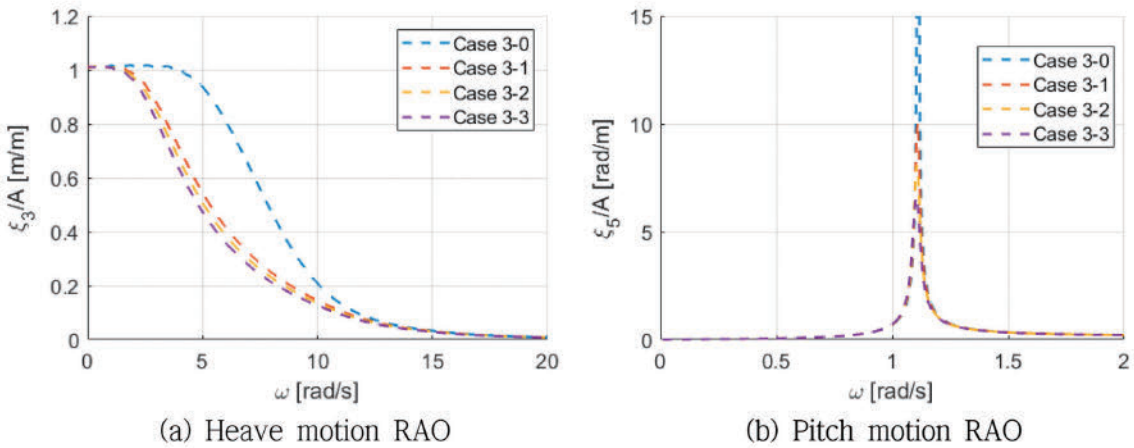 1.2
1
0.8
0.6
0.4
0.2
0
ξ₃/A [m/m]
Case 3-0
Case 3-1
Case 3-2
Case 3-3
0 5 10 15 20
ω [rad/s]
(a) Heave motion RAO
15
10
5
0
ξ₅/A [rad/m]
Case 3-0
Case 3-1
Case 3-2
Case 3-3
0 0.5 1 1.5 2
ω [rad/s]
(b) Pitch motion RAO